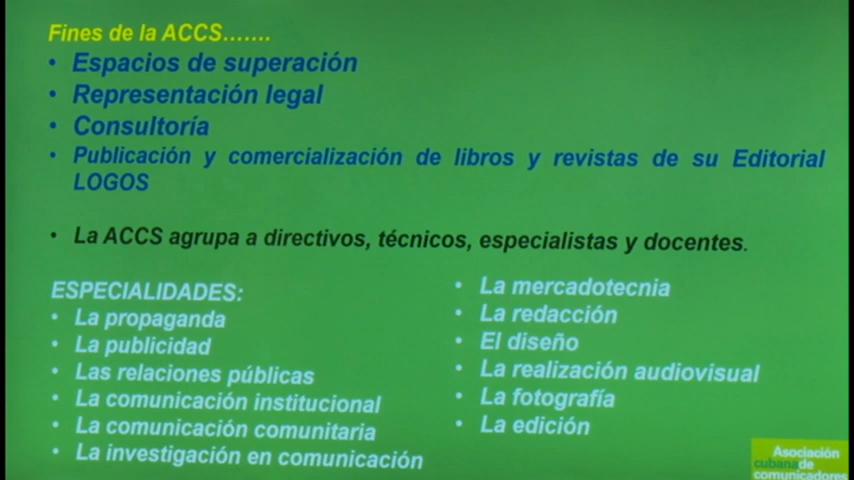 Fines de la ACCS…….
• Espacios de superación
• Representación legal
• Consultoría
• Publicación y comercialización de libros y revistas de su Editorial
LOGOS
• La ACCS agrupa a directivos, técnicos, especialistas y docentes.
ESPECIALIDADES:
• La propaganda
• La publicidad
• Las relaciones públicas
• La comunicación institucional
• La comunicación comunitaria
• La investigación en comunicación
• La mercadotecnia
• La redacción
• El diseño
• La realización audiovisual
• La fotografía
• La edición
Asociación
cubana de
comunicadores